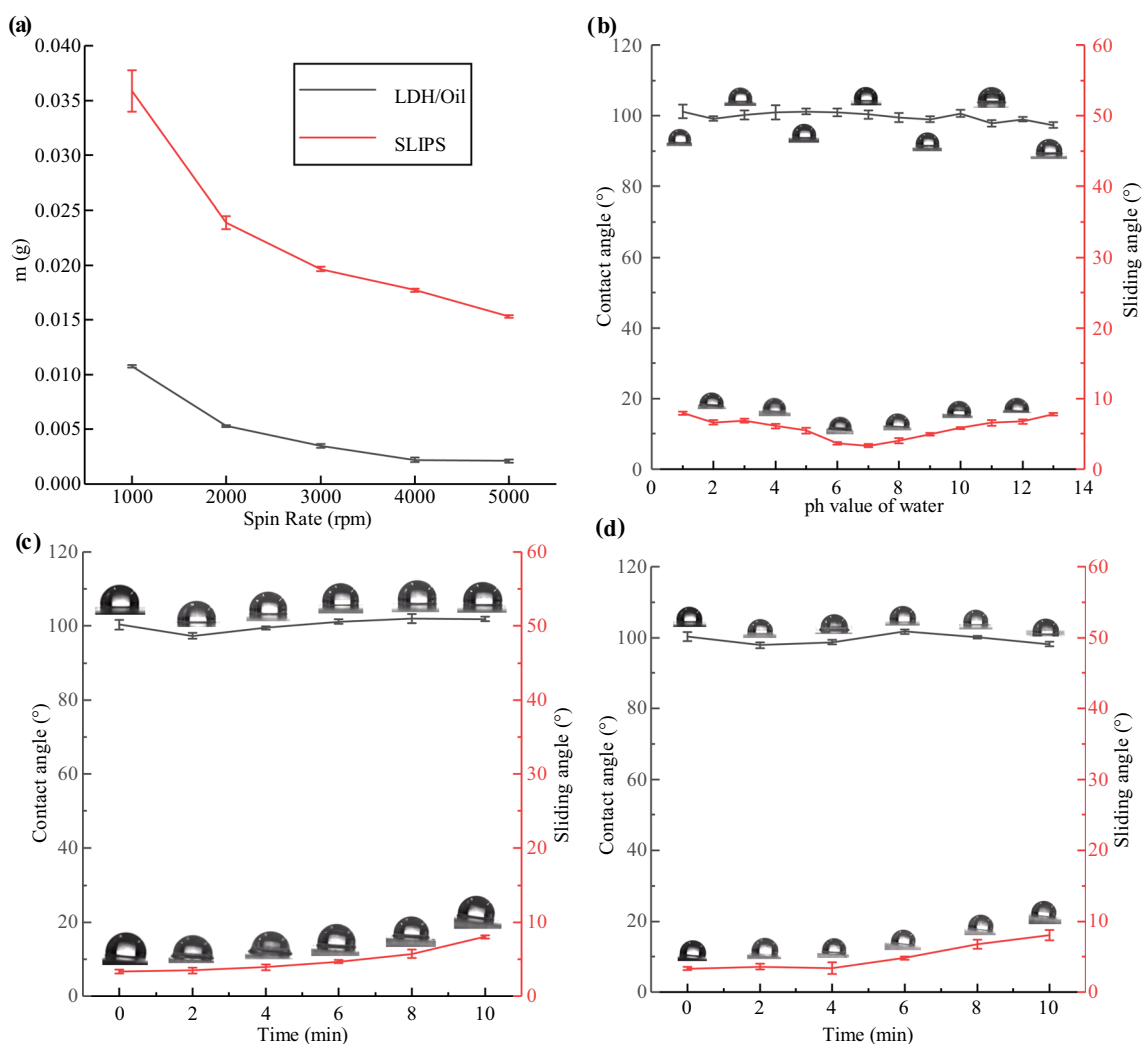 (a)
0.040
0.035
0.030
0.025
0.020
0.015
0.010
0.005
0.000
m (g)
LDH/Oil
SLIPS
1000 2000 3000 4000 5000
Spin Rate (rpm)
(b)
120
100
80
60
40
20
0
Contact angle (°)
60
50
40
30
20
10
0
Sliding angle (°)
0 2 4 6 8 10 12 14
ph value of water
(c)
120
100
80
60
40
20
0
Contact angle (°)
60
50
40
30
20
10
0
Sliding angle (°)
0 2 4 6 8 10
Time (min)
(d)
120
100
80
60
40
20
0
Contact angle (°)
60
50
40
30
20
10
0
Sliding angle (°)
0 2 4 6 8 10
Time (min)